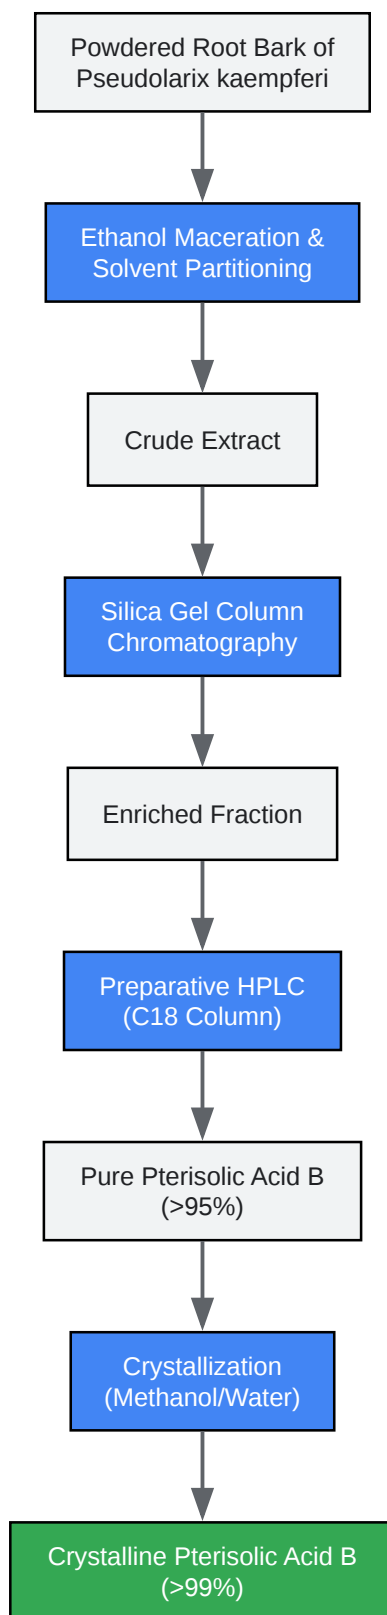 Powdered Root Bark of
Pseudolarix kaempferi
Ethanol Maceration &
Solvent Partitioning
Crude Extract
Silica Gel Column
Chromatography
Enriched Fraction
Preparative HPLC
(C18 Column)
Pure Pterisolic Acid B
(>95%)
Crystallization
(Methanol/Water)
Crystalline Pterisolic Acid B
(>99%)